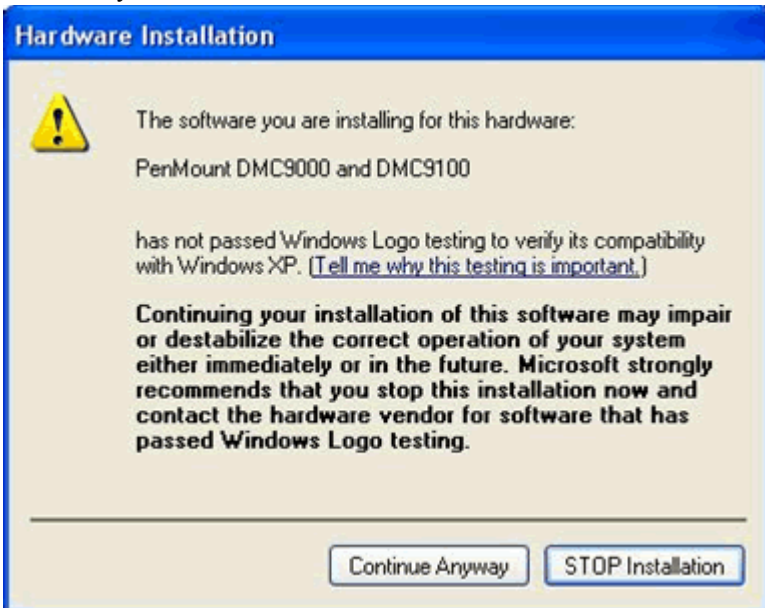 Hardware Installation
The software you are installing for this hardware:
PenMount DMC9000 and DMC9100
has not passed Windows Logo testing to verify its compatibility
with Windows XP. (Tell me why this testing is important.)
Continuing your installation of this software may impair
or destabilize the correct operation of your system
either immediately or in the future. Microsoft strongly
recommends that you stop this installation now and
contact the hardware vendor for software that has
passed Windows Logo testing.
Continue Anyway
STOP Installation